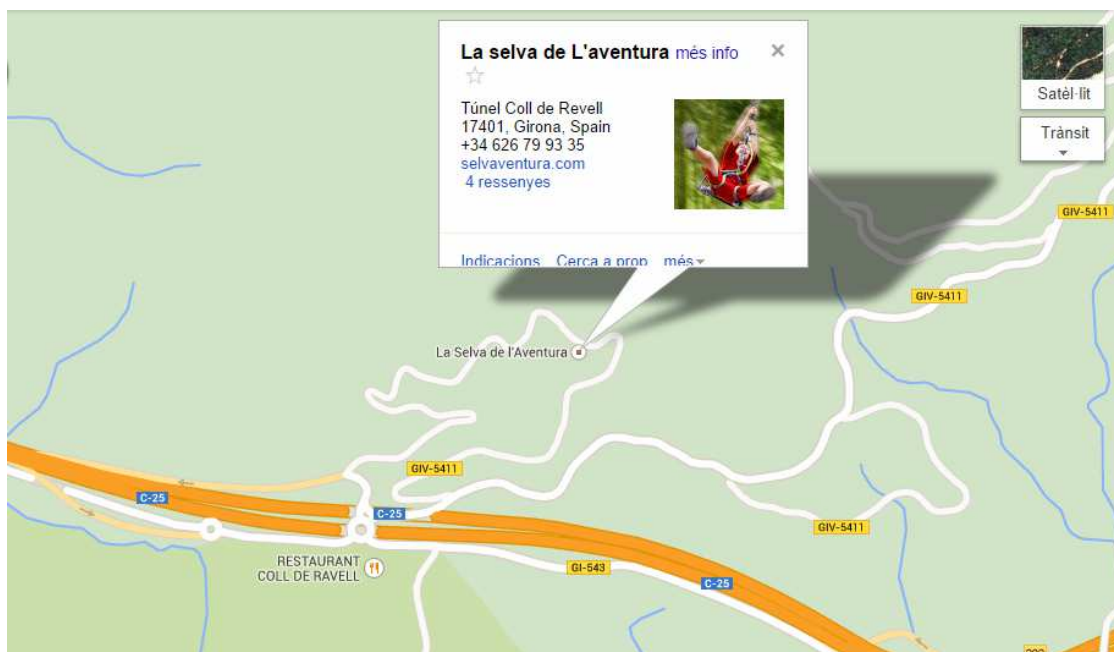 La selva de L'aventura més info
Túnel Coll de Revell
17401, Girona, Spain
+34 626 79 93 35
selvaventura.com
4 ressenyes
Indicacions Cerca a prop més
Satèl·lit
Trànsit
GIV-5411
GIV-5411
La Selva de l'Aventura
GIV-5411
C-25
C-25
GIV-5411
RESTAURANT
COLL DE RAVELL
GI-543
C-25